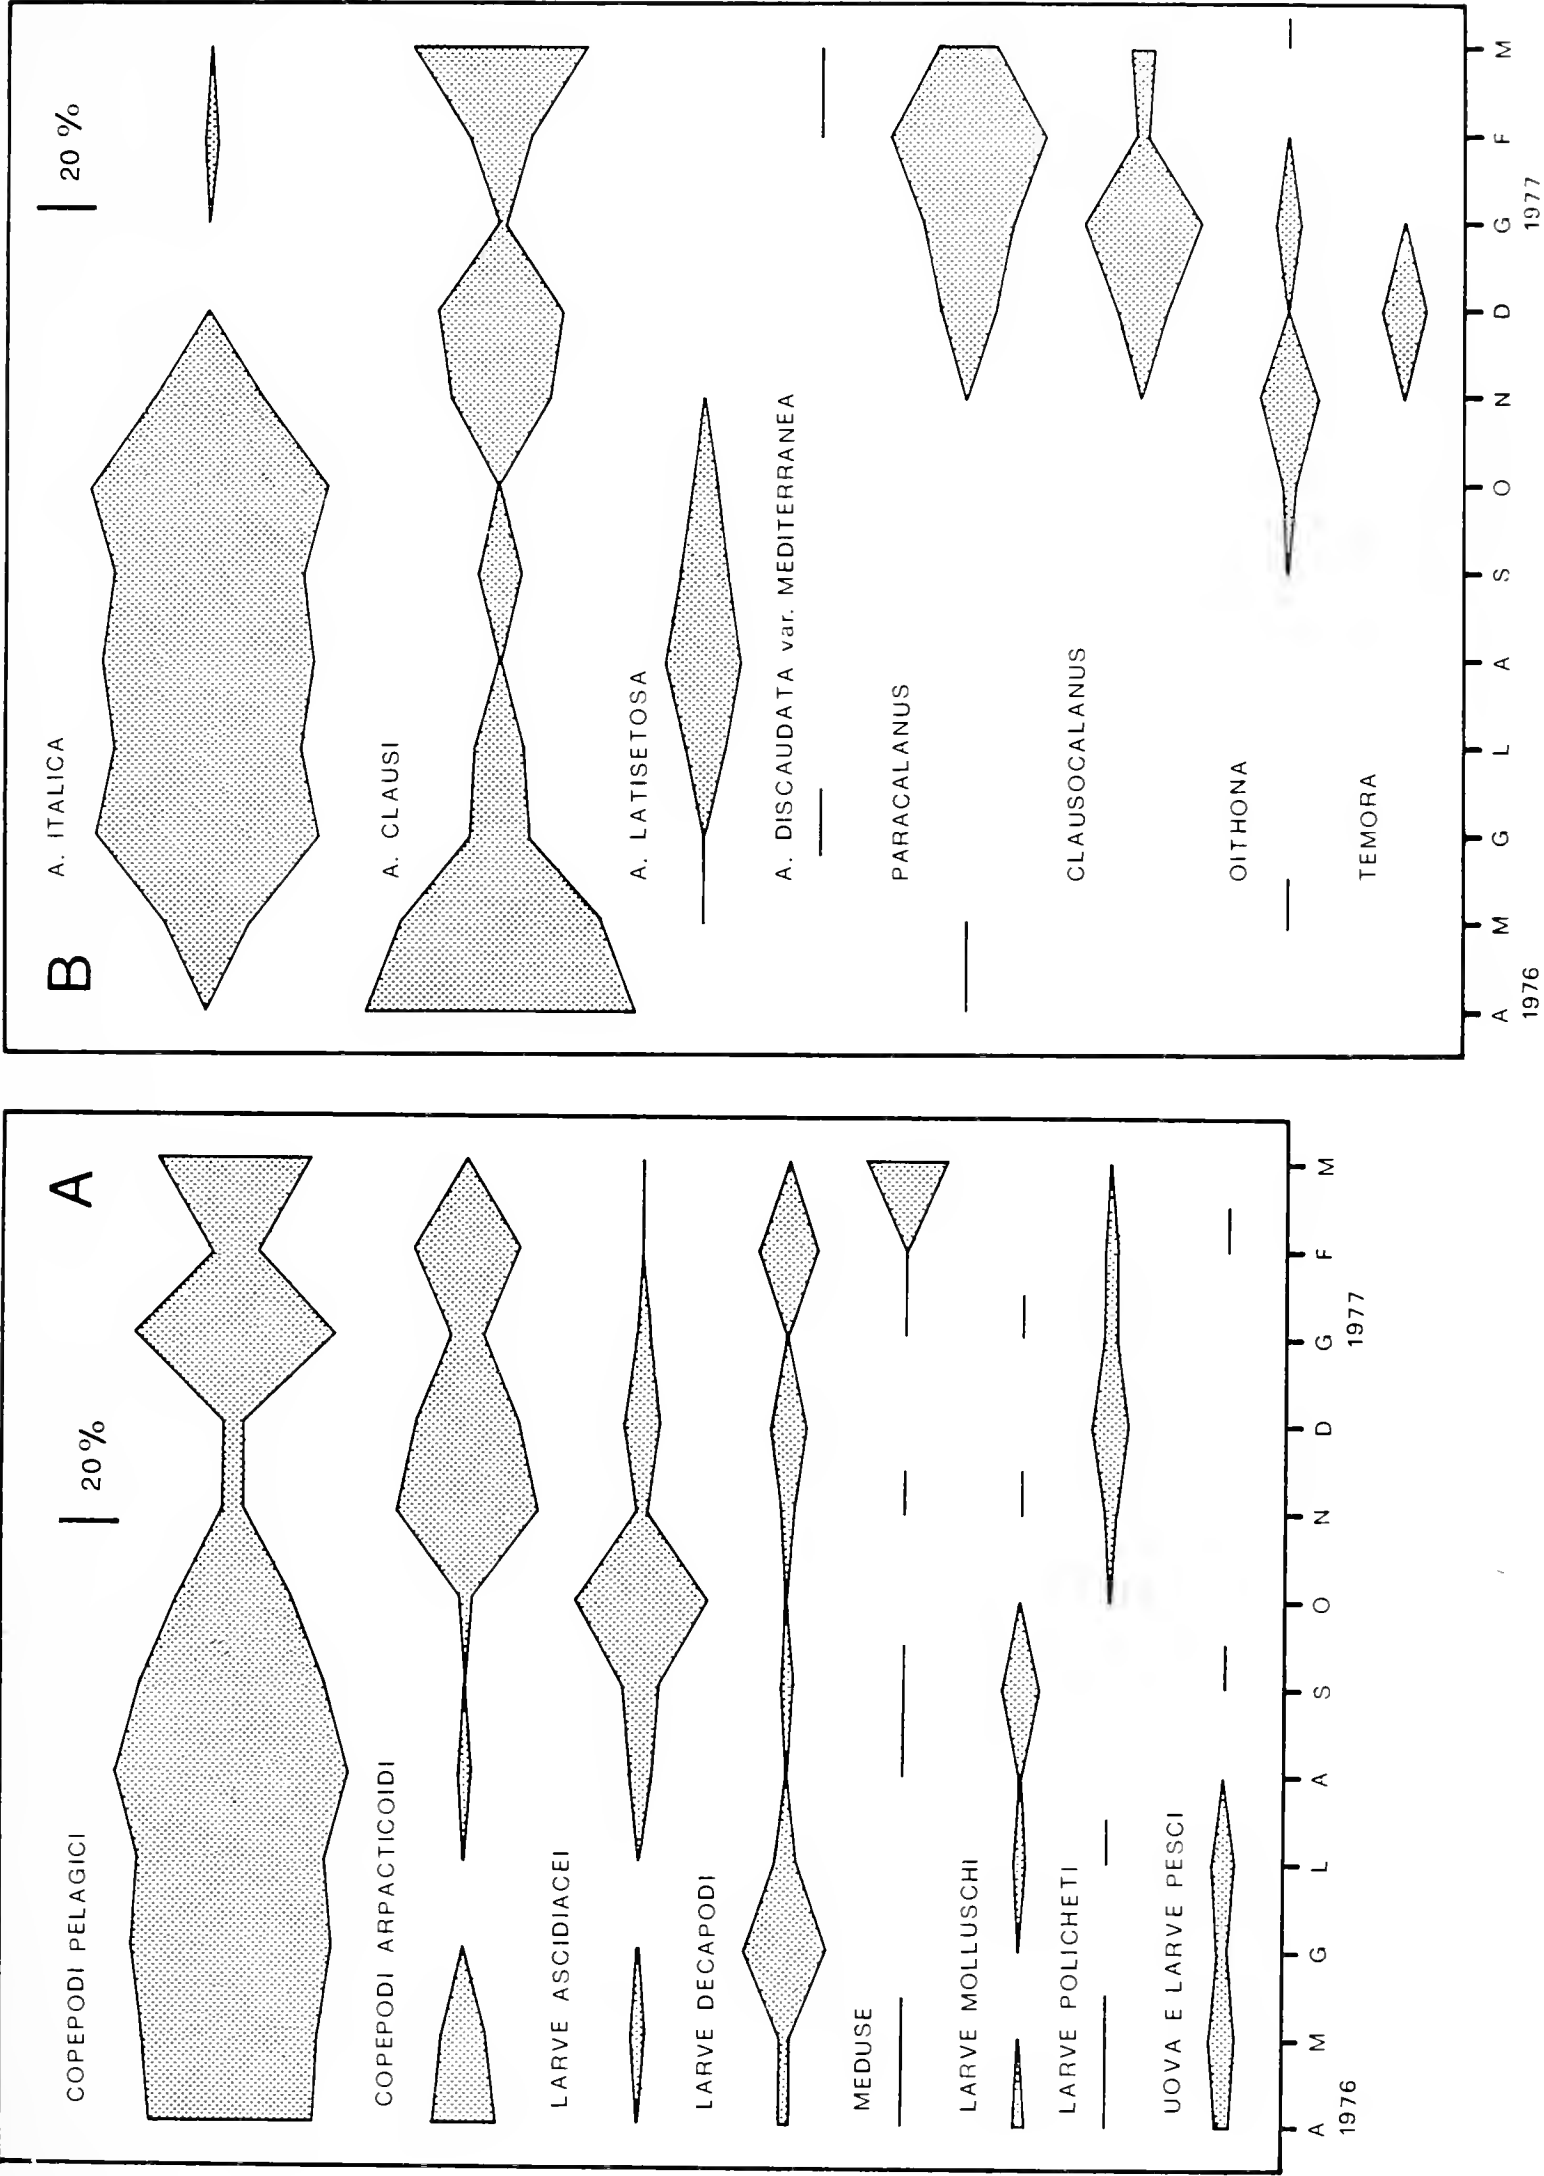 A
20%
COPEPODI PELAGICI
COPEPODI ARPACTICOIDI
LARVE ASCIDIACEI
LARVE DECAPODI
MEDUSE
LARVE MOLLUSCHI
LARVE POLICHETI
UOVA E LARVE PESCI
A M G L A S O N D G F M
1976 1977
B
20 %
A. ITALICA
A. CLAUSI
A. LATISETOSA
A. DISCAUDATA var. MEDITERRANEA
PARACALANUS
CLAUSOCALANUS
OITHONA
TEMORA
A M G L A S O N D G F M
1976 1977